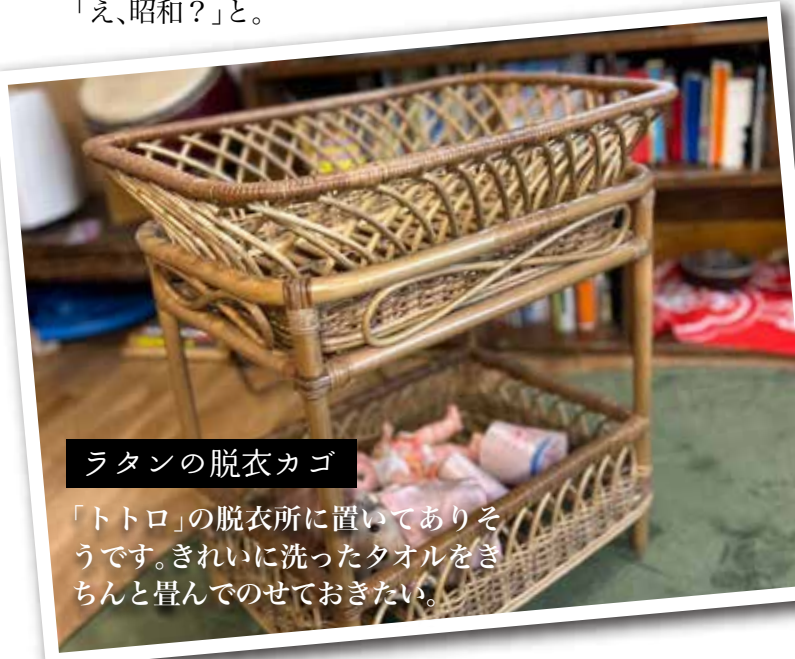 「え、昭和？」と。
ラタンの脱衣カゴ
「トトロ」の脱衣所に置いてありそ
うです。きれいに洗ったタオルをき
ちんと畳んでのせておきたい。